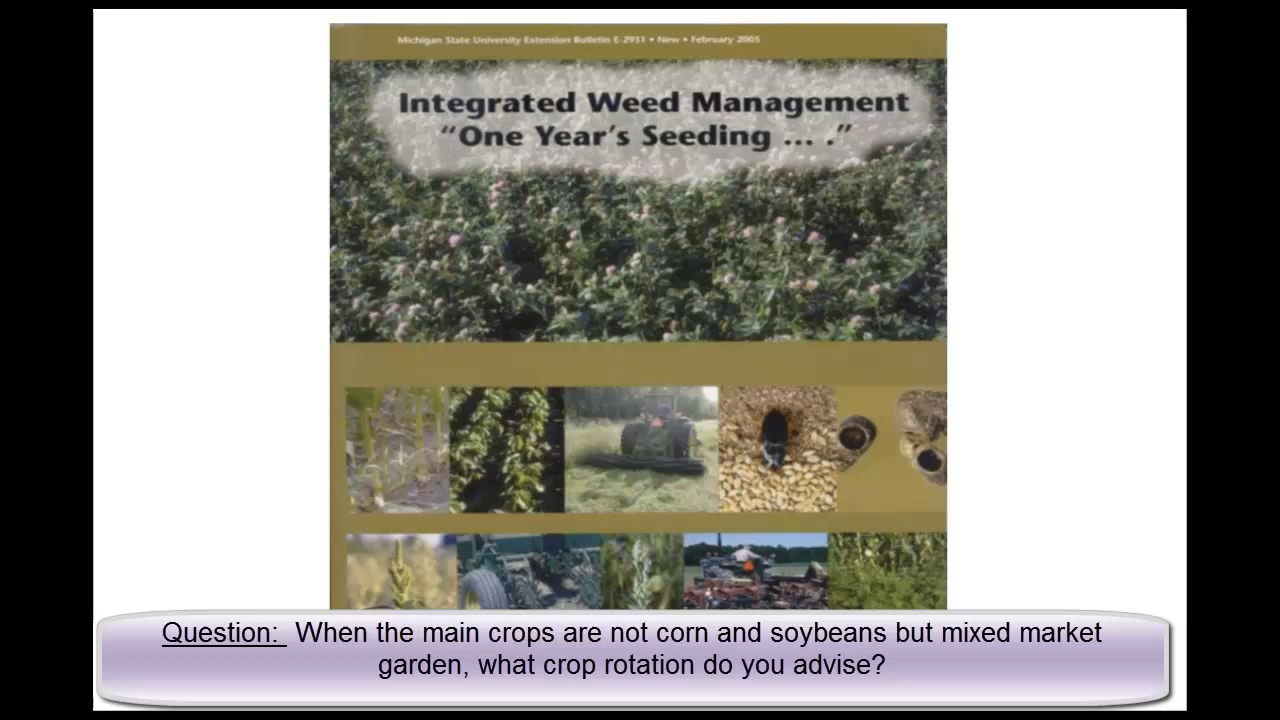 Michigan State University Extension Bulletin E-2931 • New • February 2005
Integrated Weed Management
“One Year’s Seeding ... .”
Question: When the main crops are not corn and soybeans but mixed market
garden, what crop rotation do you advise?